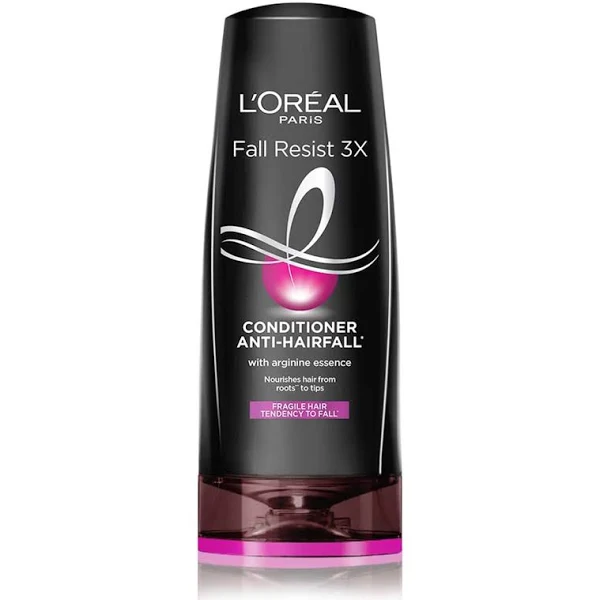 L'ORÉAL
PARIS
Fall Resist 3X
CONDITIONER
ANTI-HAIRFALL*
with arginine essence
Nourishes hair from
roots** to tips
FRAGILE HAIR
TENDENCY TO FALL*